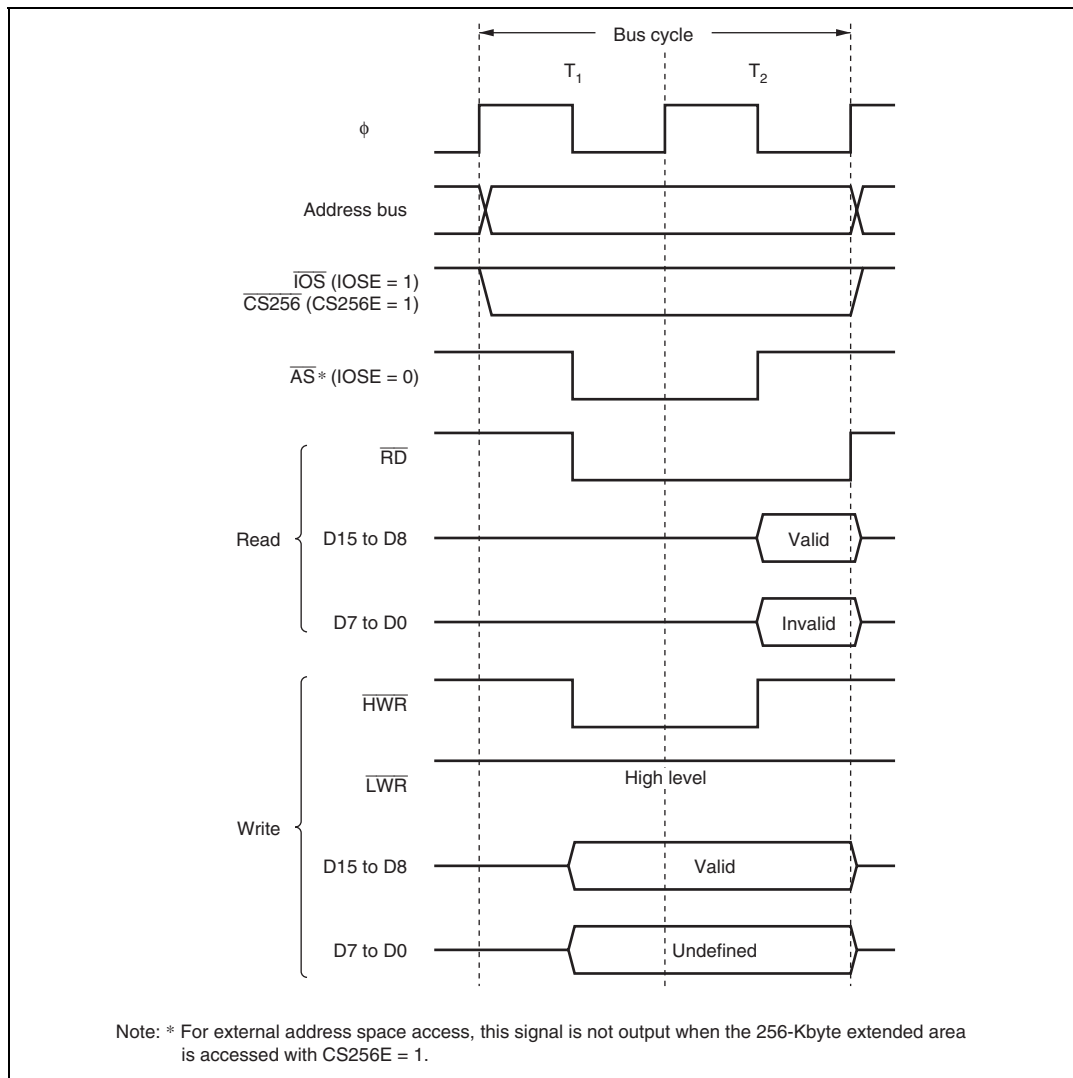 Bus cycle
T1 T2
ϕ
Address bus
IOS (IOSE = 1)
CS256 (CS256E = 1)
AS * (IOSE = 0)
RD
Read D15 to D8 Valid
D7 to D0 Invalid
HWR
High level
LWR
Write
D15 to D8 Valid
D7 to D0 Undefined
Note: * For external address space access, this signal is not output when the 256-Kbyte extended area
is accessed with CS256E = 1.